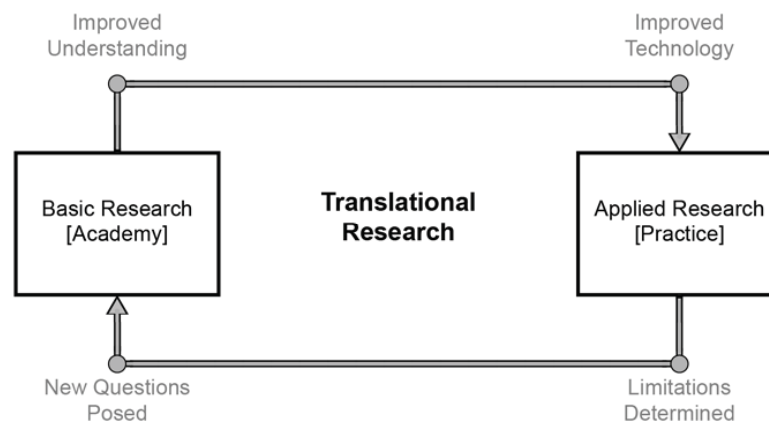 Improved
Understanding
Improved
Technology
Basic Research
[Academy]
Translational
Research
Applied Research
[Practice]
New Questions
Posed
Limitations
Determined